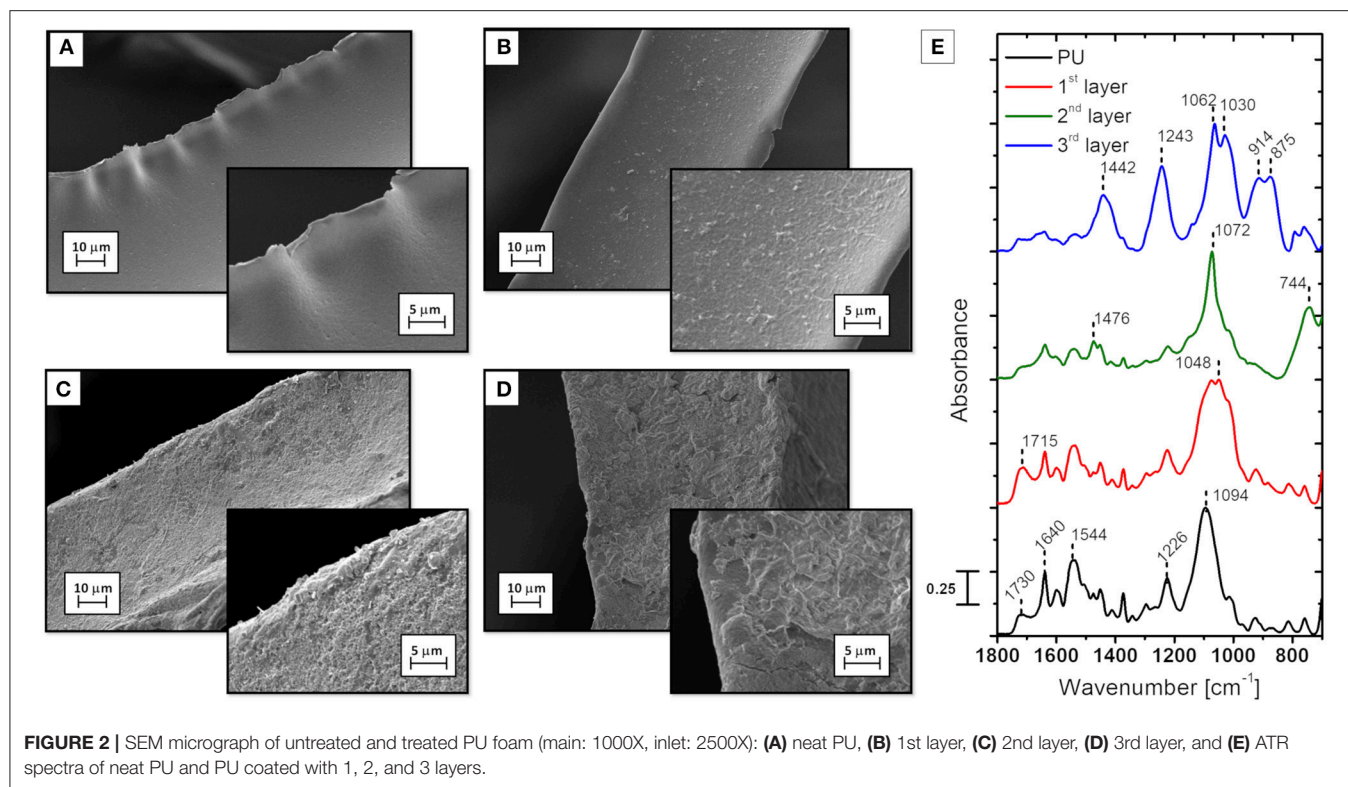 A
10 μm
5 μm
B
10 μm
5 μm
C
10 μm
5 μm
D
10 μm
5 μm
E
PU
1st layer
2nd layer
3rd layer
1442
1243
1062
1030
914
875
1476
1072
744
1715
1048
1730
1640
1544
1226
1094
0.25
Absorbance
1800 1600 1400 1200 1000 800
Wavenumber [cm-1]
FIGURE 2 | SEM micrograph of untreated and treated PU foam (main: 1000X, inlet: 2500X): (A) neat PU, (B) 1st layer, (C) 2nd layer, (D) 3rd layer, and (E) ATR
spectra of neat PU and PU coated with 1, 2, and 3 layers.